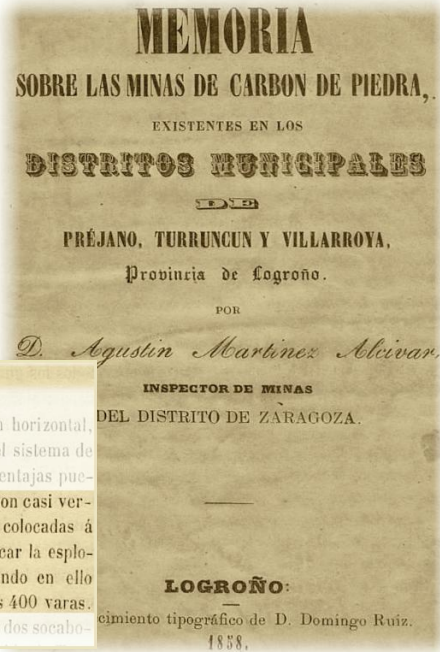 MEMORIA
SOBRE LAS MINAS DE CARBON DE PIEDRA,
EXISTENTES EN LOS
DISTRITOS MUNICIPALES
DE
PRÉJANO, TURRUNCUN Y VILLARROYA,
Provincia de Logroño.
POR
D. Agustin Martinez Alcivar,
INSPECTOR DE MINAS
DEL DISTRITO DE ZARAGOZA.
LOGROÑO:
cimiento tipográfico de D. Domingo Ruiz.
1858.
n horizontal,
el sistema de
entajas pue-
on casi ver-
colocadas á
car la esplo-
ndo en ello
s 400 varas.
dos socabo-